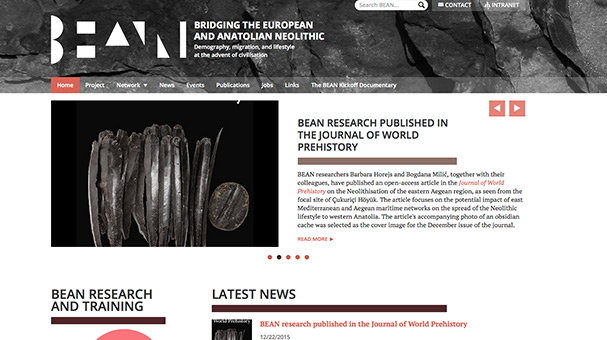 Search BEAN...
CONTACT
INTRANET
BEAN
BRIDGING THE EUROPEAN
AND ANATOLIAN NEOLITHIC
Demography, migration, and lifestyle
at the advent of civilisation
Home Project Network News Events Publications Jobs Links The BEAN Kickoff Documentary
BEAN RESEARCH PUBLISHED IN
THE JOURNAL OF WORLD
PREHISTORY
BEAN researchers Barbara Horejs and Bogdana Milić, together with their
colleagues, have published an open-access article in the Journal of World
Prehistory on the Neolithisation of the eastern Aegean region, as seen from the
focal site of Çukuriçi Höyük. The article focuses on the potential impact of east
Mediterranean and Aegean maritime networks on the spread of the Neolithic
lifestyle to western Anatolia. The article's accompanying photo of an obsidian
cache was selected as the cover image for the December issue of the journal.
READ MORE
BEAN RESEARCH
AND TRAINING
LATEST NEWS
World Prehistory
BEAN research published in the Journal of World Prehistory
12/22/2015